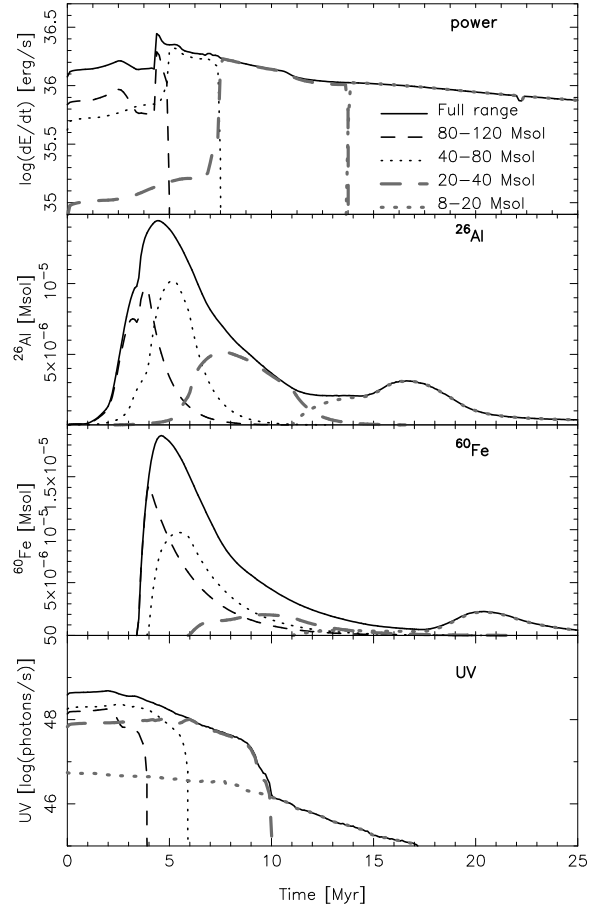 power
log(dE/dt) [erg/s]
36.5
36
35.5
35
Full range
80−120 Msol
40−80 Msol
20−40 Msol
8−20 Msol
²⁶Al
²⁶Al [Msol]
10⁻⁵
5×10⁻⁶
⁶⁰Fe
⁶⁰Fe [Msol]
1.5×10⁻⁵
10⁻⁵
5×10⁻⁶
50
UV
UV [log(photons/s)]
48
46
0 5 10 15 20 25
Time [Myr]